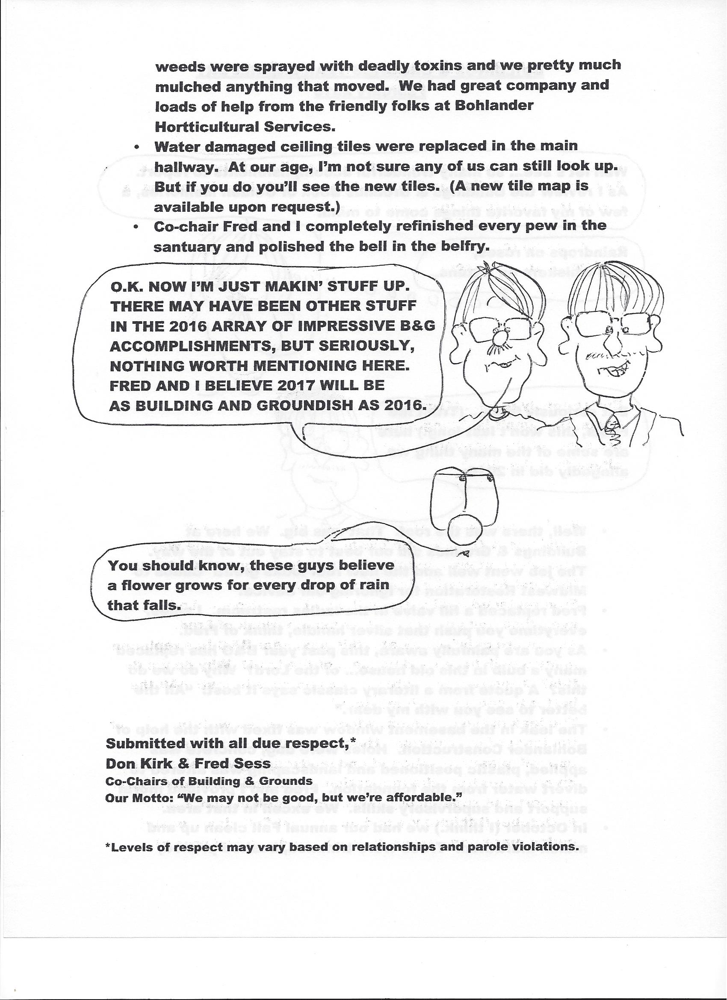 weeds were sprayed with deadly toxins and we pretty much
mulched anything that moved.  We had great company and
loads of help from the friendly folks at Bohlander
Hortticultural Services.
• Water damaged ceiling tiles were replaced in the main
hallway.  At our age, I'm not sure any of us can still look up.
But if you do you'll see the new tiles.  (A new tile map is
available upon request.)
• Co-chair Fred and I completely refinished every pew in the
santuary and polished the bell in the belfry.
O.K. NOW I'M JUST MAKIN' STUFF UP.
THERE MAY HAVE BEEN OTHER STUFF
IN THE 2016 ARRAY OF IMPRESSIVE B&G
ACCOMPLISHMENTS, BUT SERIOUSLY,
NOTHING WORTH MENTIONING HERE.
FRED AND I BELIEVE 2017 WILL BE
AS BUILDING AND GROUNDISH AS 2016.
You should know, these guys believe
a flower grows for every drop of rain
that falls.
Submitted with all due respect,*
Don Kirk & Fred Sess
Co-Chairs of Building & Grounds
Our Motto: “We may not be good, but we're affordable.”
*Levels of respect may vary based on relationships and parole violations.